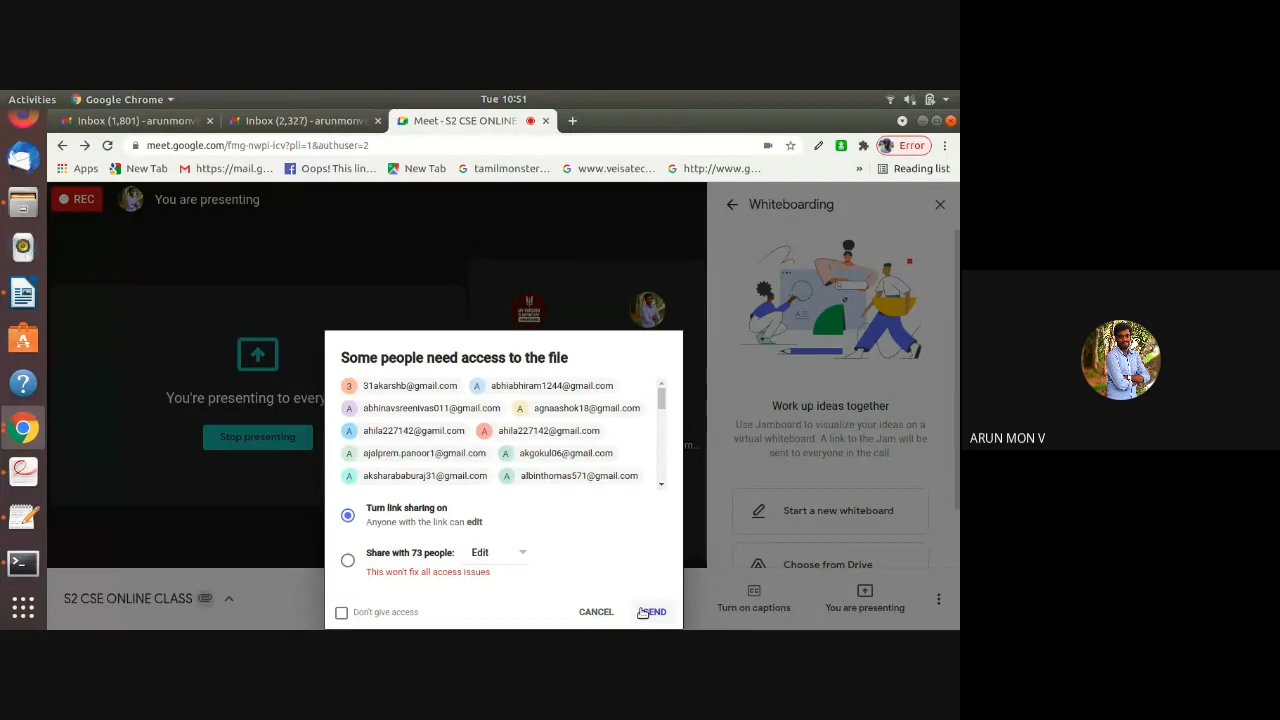 Activities Google Chrome Tue 10:51
Inbox (1,801) - arunmonv Inbox (2,327) - arunmonv Meet - S2 CSE ONLINE
meet.google.com/fmg-nwpi-icv?pli=1&authuser=2 Error
Apps New Tab https://mail.g... Oops! This lin... New Tab tamilmonster... www.veisatec... http://www.g... » Reading list
REC You are presenting
Whiteboarding
Some people need access to the file
31akarshb@gmail.com A abhiabhiram1244@gmail.com
3
A abhinavsreenivas011@gmail.com A agnaashok18@gmail.com
A ahila227142@gamil.com A ahila227142@gmail.com
A ajalprem.panoor1@gmail.com A akgokul06@gmail.com
A aksharababuraj31@gmail.com A albinthomas571@gmail.com
You're presenting to every
Stop presenting
Turn link sharing on
Anyone with the link can edit
Share with 73 people: Edit
This won't fix all access issues
Don't give access
CANCEL SEND
Work up ideas together
Use Jamboard to visualize your ideas on a
virtual whiteboard. A link to the Jam will be
sent to everyone in the call.
Start a new whiteboard
Choose from Drive
S2 CSE ONLINE CLASS
Turn on captions You are presenting
ARUN MON V